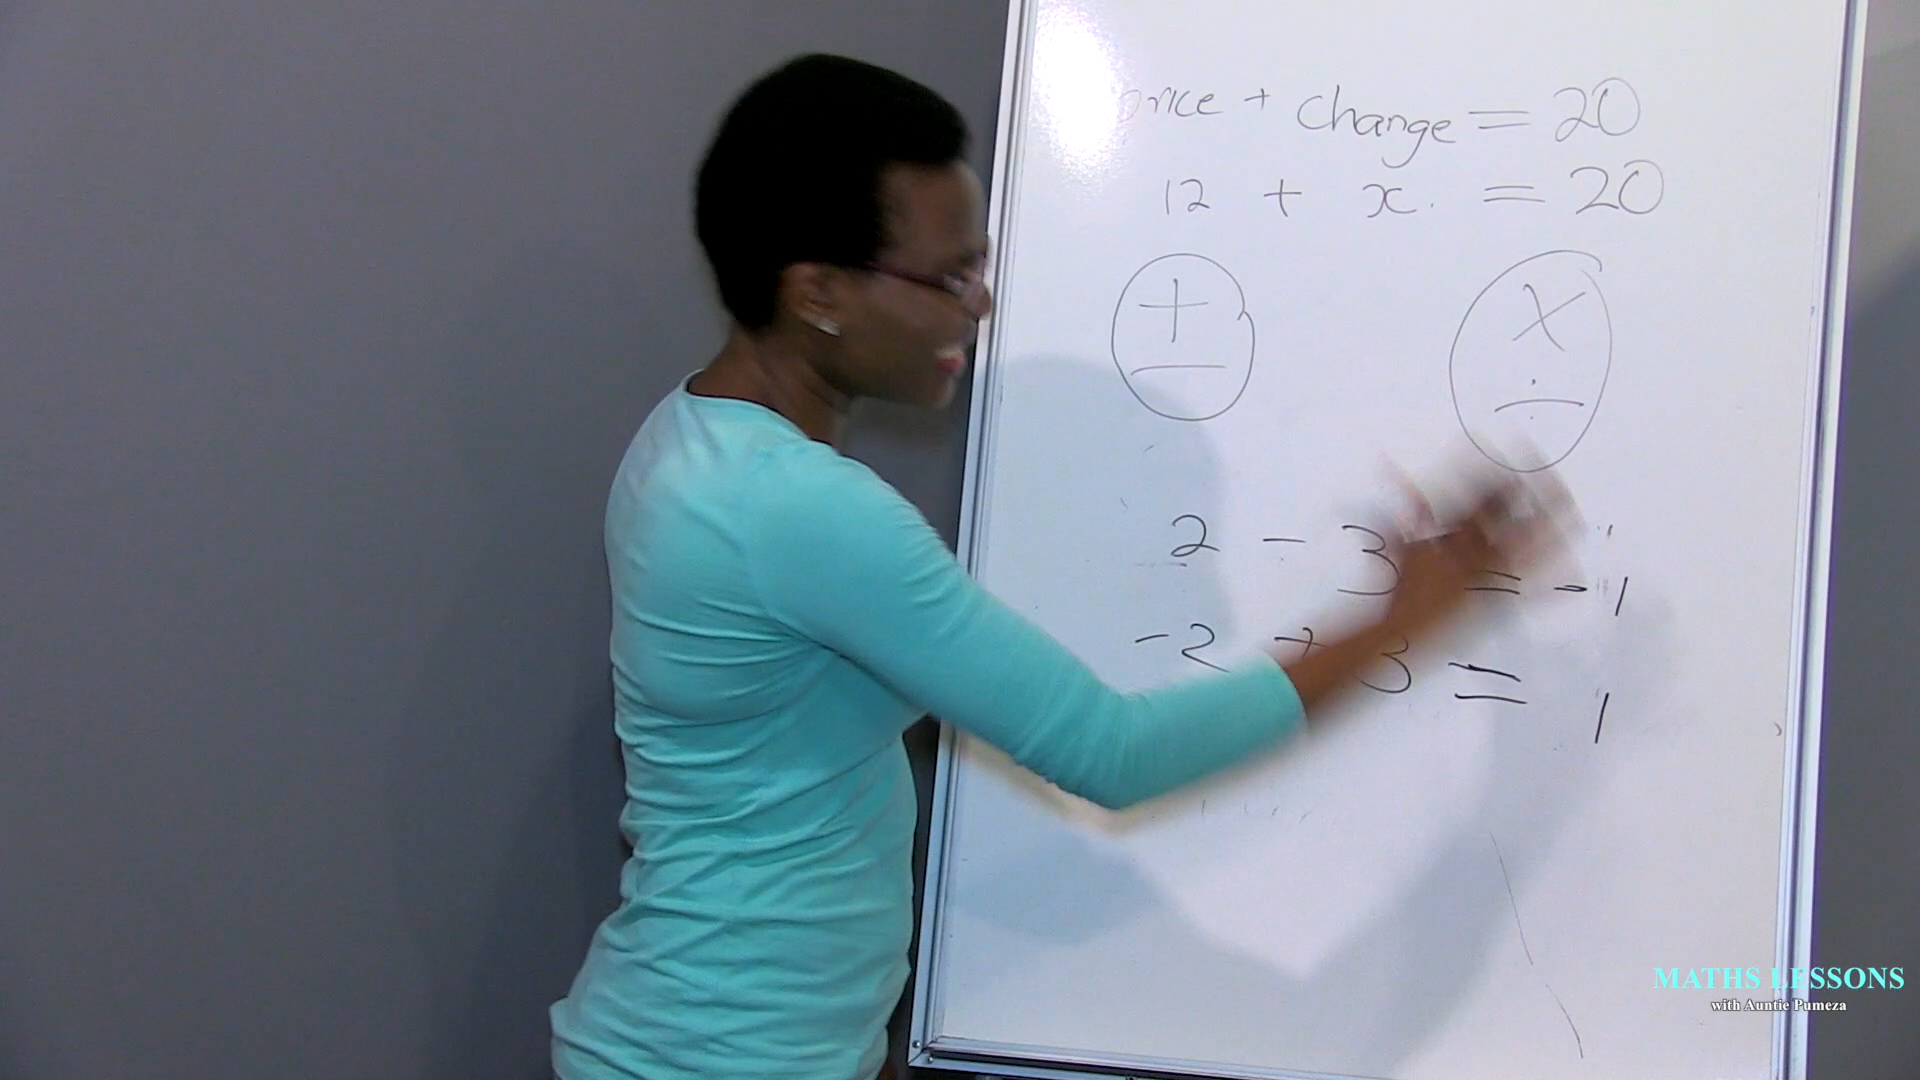 price + change = 20
12 + x. = 20
+
−
×
÷
2 - 3 = -1
-2 + 3 = 1
MATHS LESSONS
with Auntie Pumeza